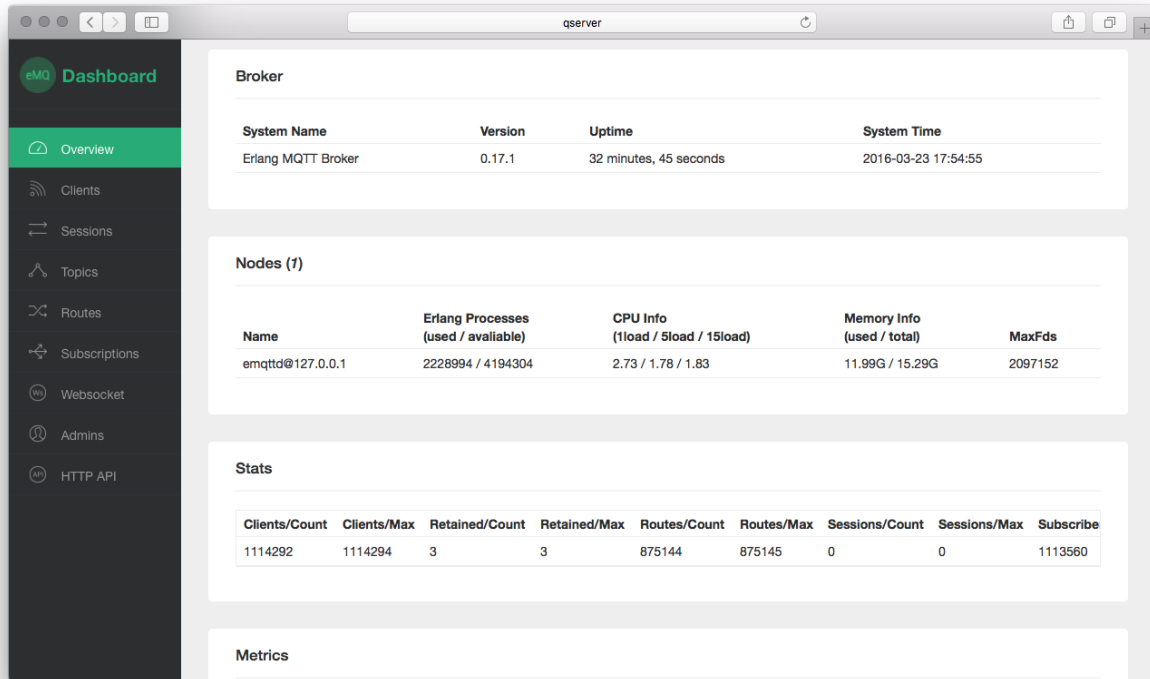 qserver
eMQ Dashboard
Overview
Clients
Sessions
Topics
Routes
Subscriptions
Ws Websocket
Admins
API HTTP API
Broker
System Name Version Uptime System Time
Erlang MQTT Broker 0.17.1 32 minutes, 45 seconds 2016-03-23 17:54:55
Nodes (1)
Erlang Processes CPU Info Memory Info
Name (used / avaliable) (1load / 5load / 15load) (used / total) MaxFds
emqttd@127.0.0.1 2228994 / 4194304 2.73 / 1.78 / 1.83 11.99G / 15.29G 2097152
Stats
Clients/Count Clients/Max Retained/Count Retained/Max Routes/Count Routes/Max Sessions/Count Sessions/Max Subscribe
1114292 1114294 3 3 875144 875145 0 0 1113560
Metrics